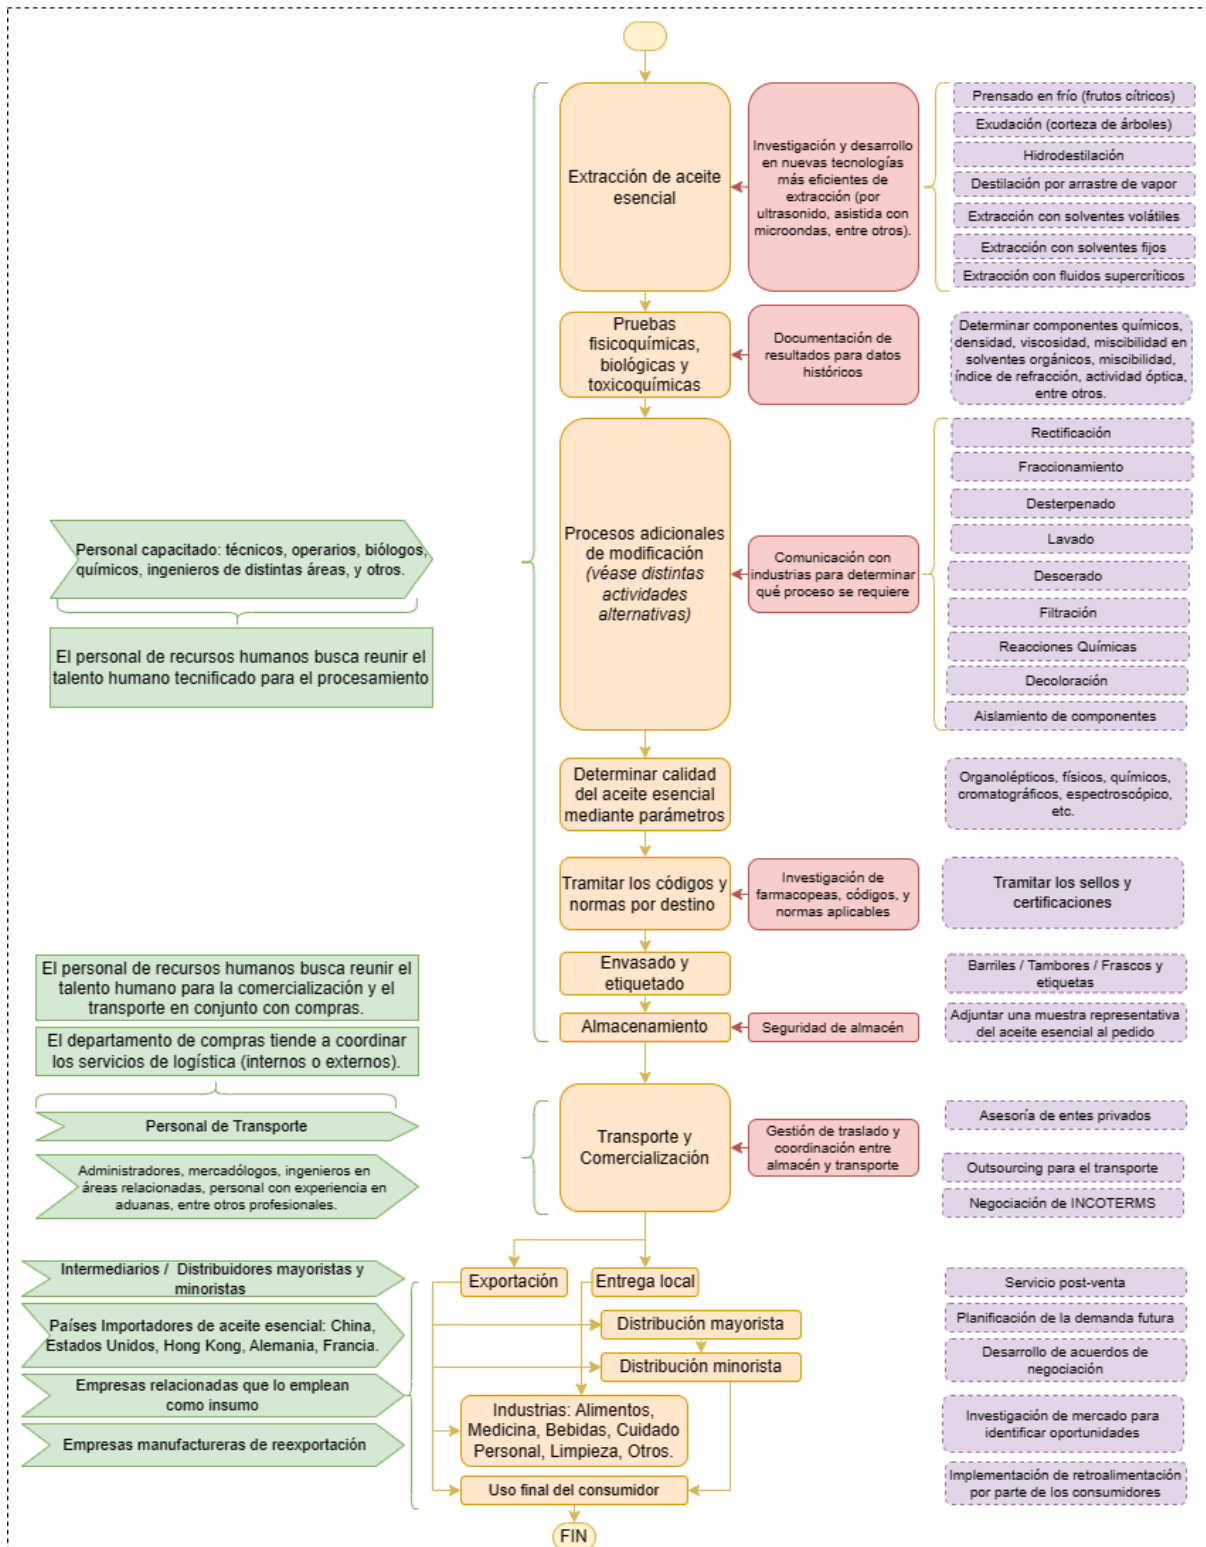 Extracción de aceite
esencial
Investigación y desarrollo
en nuevas tecnologías
más eficientes de
extracción (por
ultrasonido, asistida con
microondas, entre otros).
Prensado en frío (frutos cítricos)
Exudación (corteza de árboles)
Hidrodestilación
Destilación por arrastre de vapor
Extracción con solventes volátiles
Extracción con solventes fijos
Extracción con fluidos supercríticos
Pruebas
fisicoquímicas,
biológicas y
toxicoquímicas
Documentación de
resultados para datos
históricos
Determinar componentes químicos,
densidad, viscosidad, miscibilidad en
solventes orgánicos, miscibilidad,
índice de refracción, actividad óptica,
entre otros.
Personal capacitado: técnicos, operarios, biólogos,
químicos, ingenieros de distintas áreas, y otros.
El personal de recursos humanos busca reunir el
talento humano tecnificado para el procesamiento
Procesos adicionales
de modificación
(véase distintas
actividades
alternativas)
Comunicación con
industrias para determinar
qué proceso se requiere
Rectificación
Fraccionamiento
Desterpenado
Lavado
Descerado
Filtración
Reacciones Químicas
Decoloración
Aislamiento de componentes
Determinar calidad
del aceite esencial
mediante parámetros
Organolépticos, físicos, químicos,
cromatográficos, espectroscópico,
etc.
Tramitar los códigos y
normas por destino
Investigación de
farmacopeas, códigos, y
normas aplicables
Tramitar los sellos y
certificaciones
Envasado y
etiquetado
Barriles / Tambores / Frascos y
etiquetas
Almacenamiento
Seguridad de almacén
Adjuntar una muestra representativa
del aceite esencial al pedido
El personal de recursos humanos busca reunir el
talento humano para la comercialización y el
transporte en conjunto con compras.
El departamento de compras tiende a coordinar
los servicios de logística (internos o externos).
Personal de Transporte
Administradores, mercadólogos, ingenieros en
áreas relacionadas, personal con experiencia en
aduanas, entre otros profesionales.
Transporte y
Comercialización
Gestión de traslado y
coordinación entre
almacén y transporte
Asesoría de entes privados
Outsourcing para el transporte
Negociación de INCOTERMS
Intermediarios / Distribuidores mayoristas y
minoristas
Países Importadores de aceite esencial: China,
Estados Unidos, Hong Kong, Alemania, Francia.
Empresas relacionadas que lo emplean
como insumo
Empresas manufactureras de reexportación
Exportación
Entrega local
Distribución mayorista
Distribución minorista
Industrias: Alimentos,
Medicina, Bebidas, Cuidado
Personal, Limpieza, Otros.
Uso final del consumidor
FIN
Servicio post-venta
Planificación de la demanda futura
Desarrollo de acuerdos de
negociación
Investigación de mercado para
identificar oportunidades
Implementación de retroalimentación
por parte de los consumidores